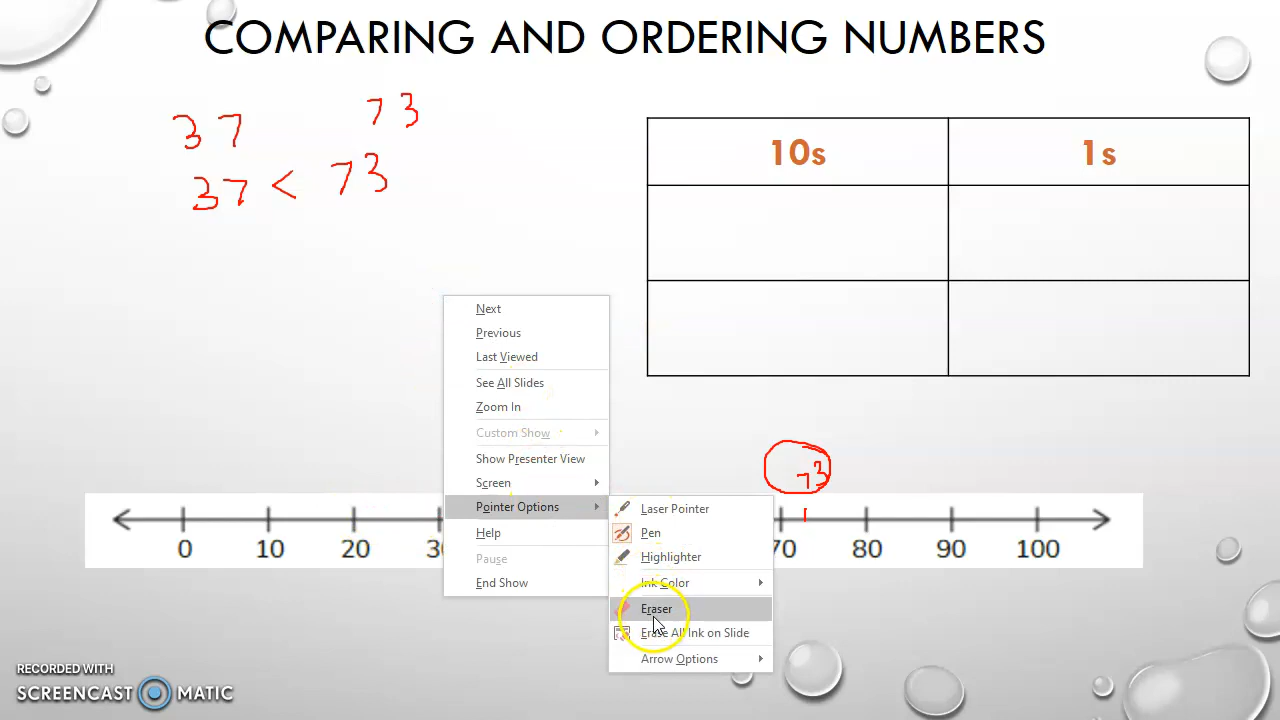 COMPARING AND ORDERING NUMBERS
37 73
37 < 73
10s 1s
Next
Previous
Last Viewed
See All Slides
Zoom In
Custom Show
Show Presenter View
Screen
Pointer Options
Help
Pause
End Show
Laser Pointer
Pen
Highlighter
Ink Color
Eraser
Erase All Ink on Slide
Arrow Options
73
0 10 20 3 70 80 90 100
RECORDED WITH
SCREENCAST MATIC